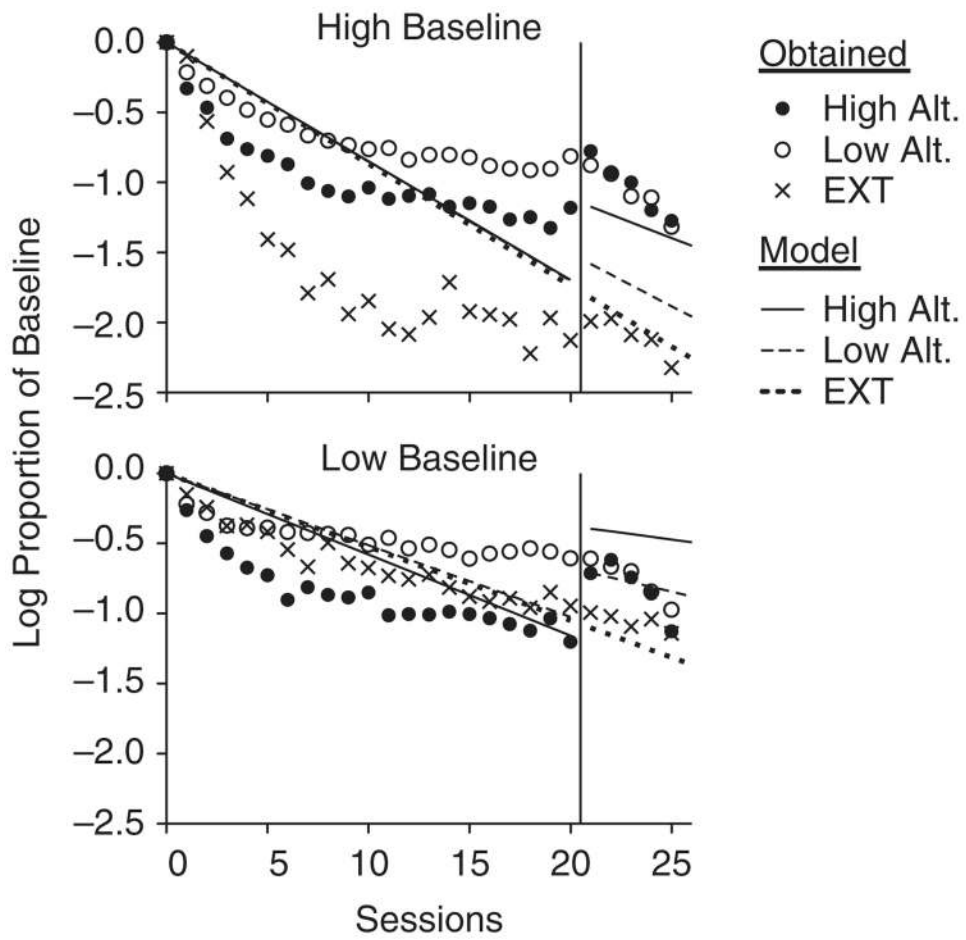 High Baseline
0.0
−0.5
−1.0
−1.5
−2.0
−2.5
Low Baseline
0.0
−0.5
−1.0
−1.5
−2.0
−2.5
0 5 10 15 20 25
Sessions
Log Proportion of Baseline
Obtained
High Alt.
Low Alt.
EXT
Model
High Alt.
Low Alt.
EXT